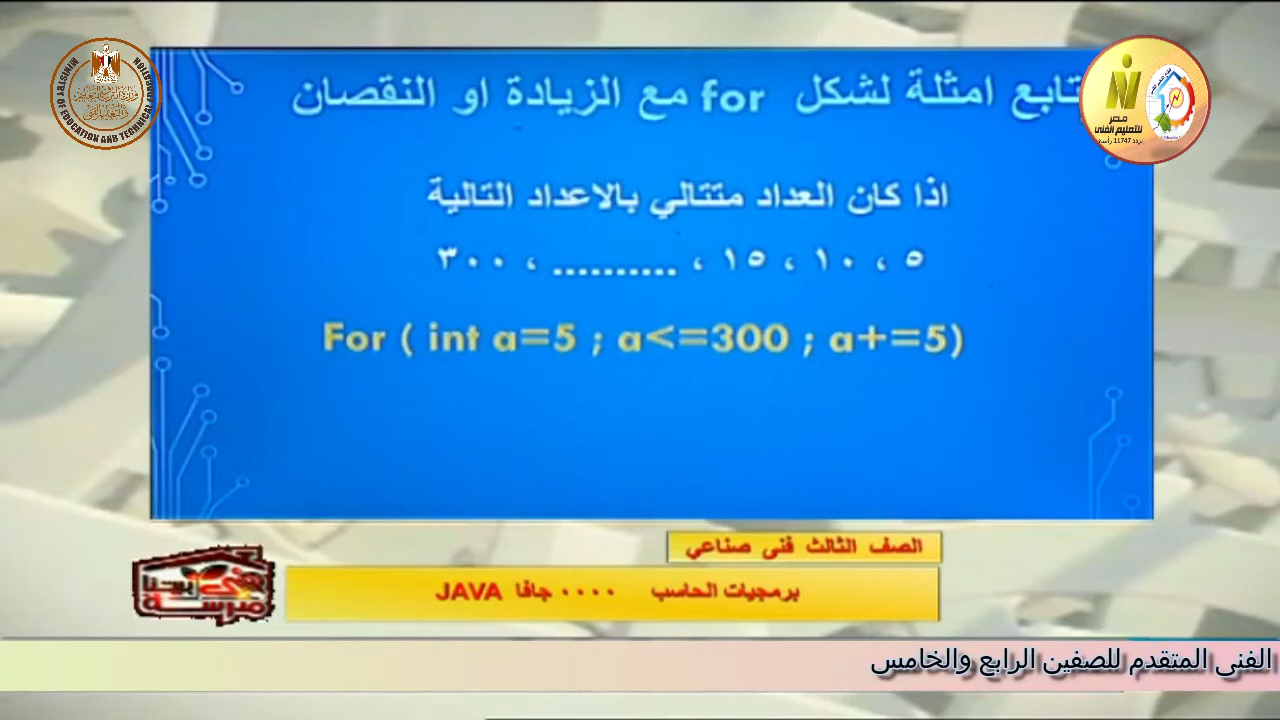 تابع امثلة لشكل for مع الزيادة او النقصان
اذا كان العداد متتالي بالاعداد التالية
٥ ، ١٠ ، ١٥ ، .......... ، ٣٠٠
For ( int a=5 ; a<=300 ; a+=5)
مصر
للتعليم الفنى
الصف الثالث فنى صناعي
برمجيات الحاسب ٠٠٠٠ جافا JAVA
الفنى المتقدم للصفين الرابع والخامس